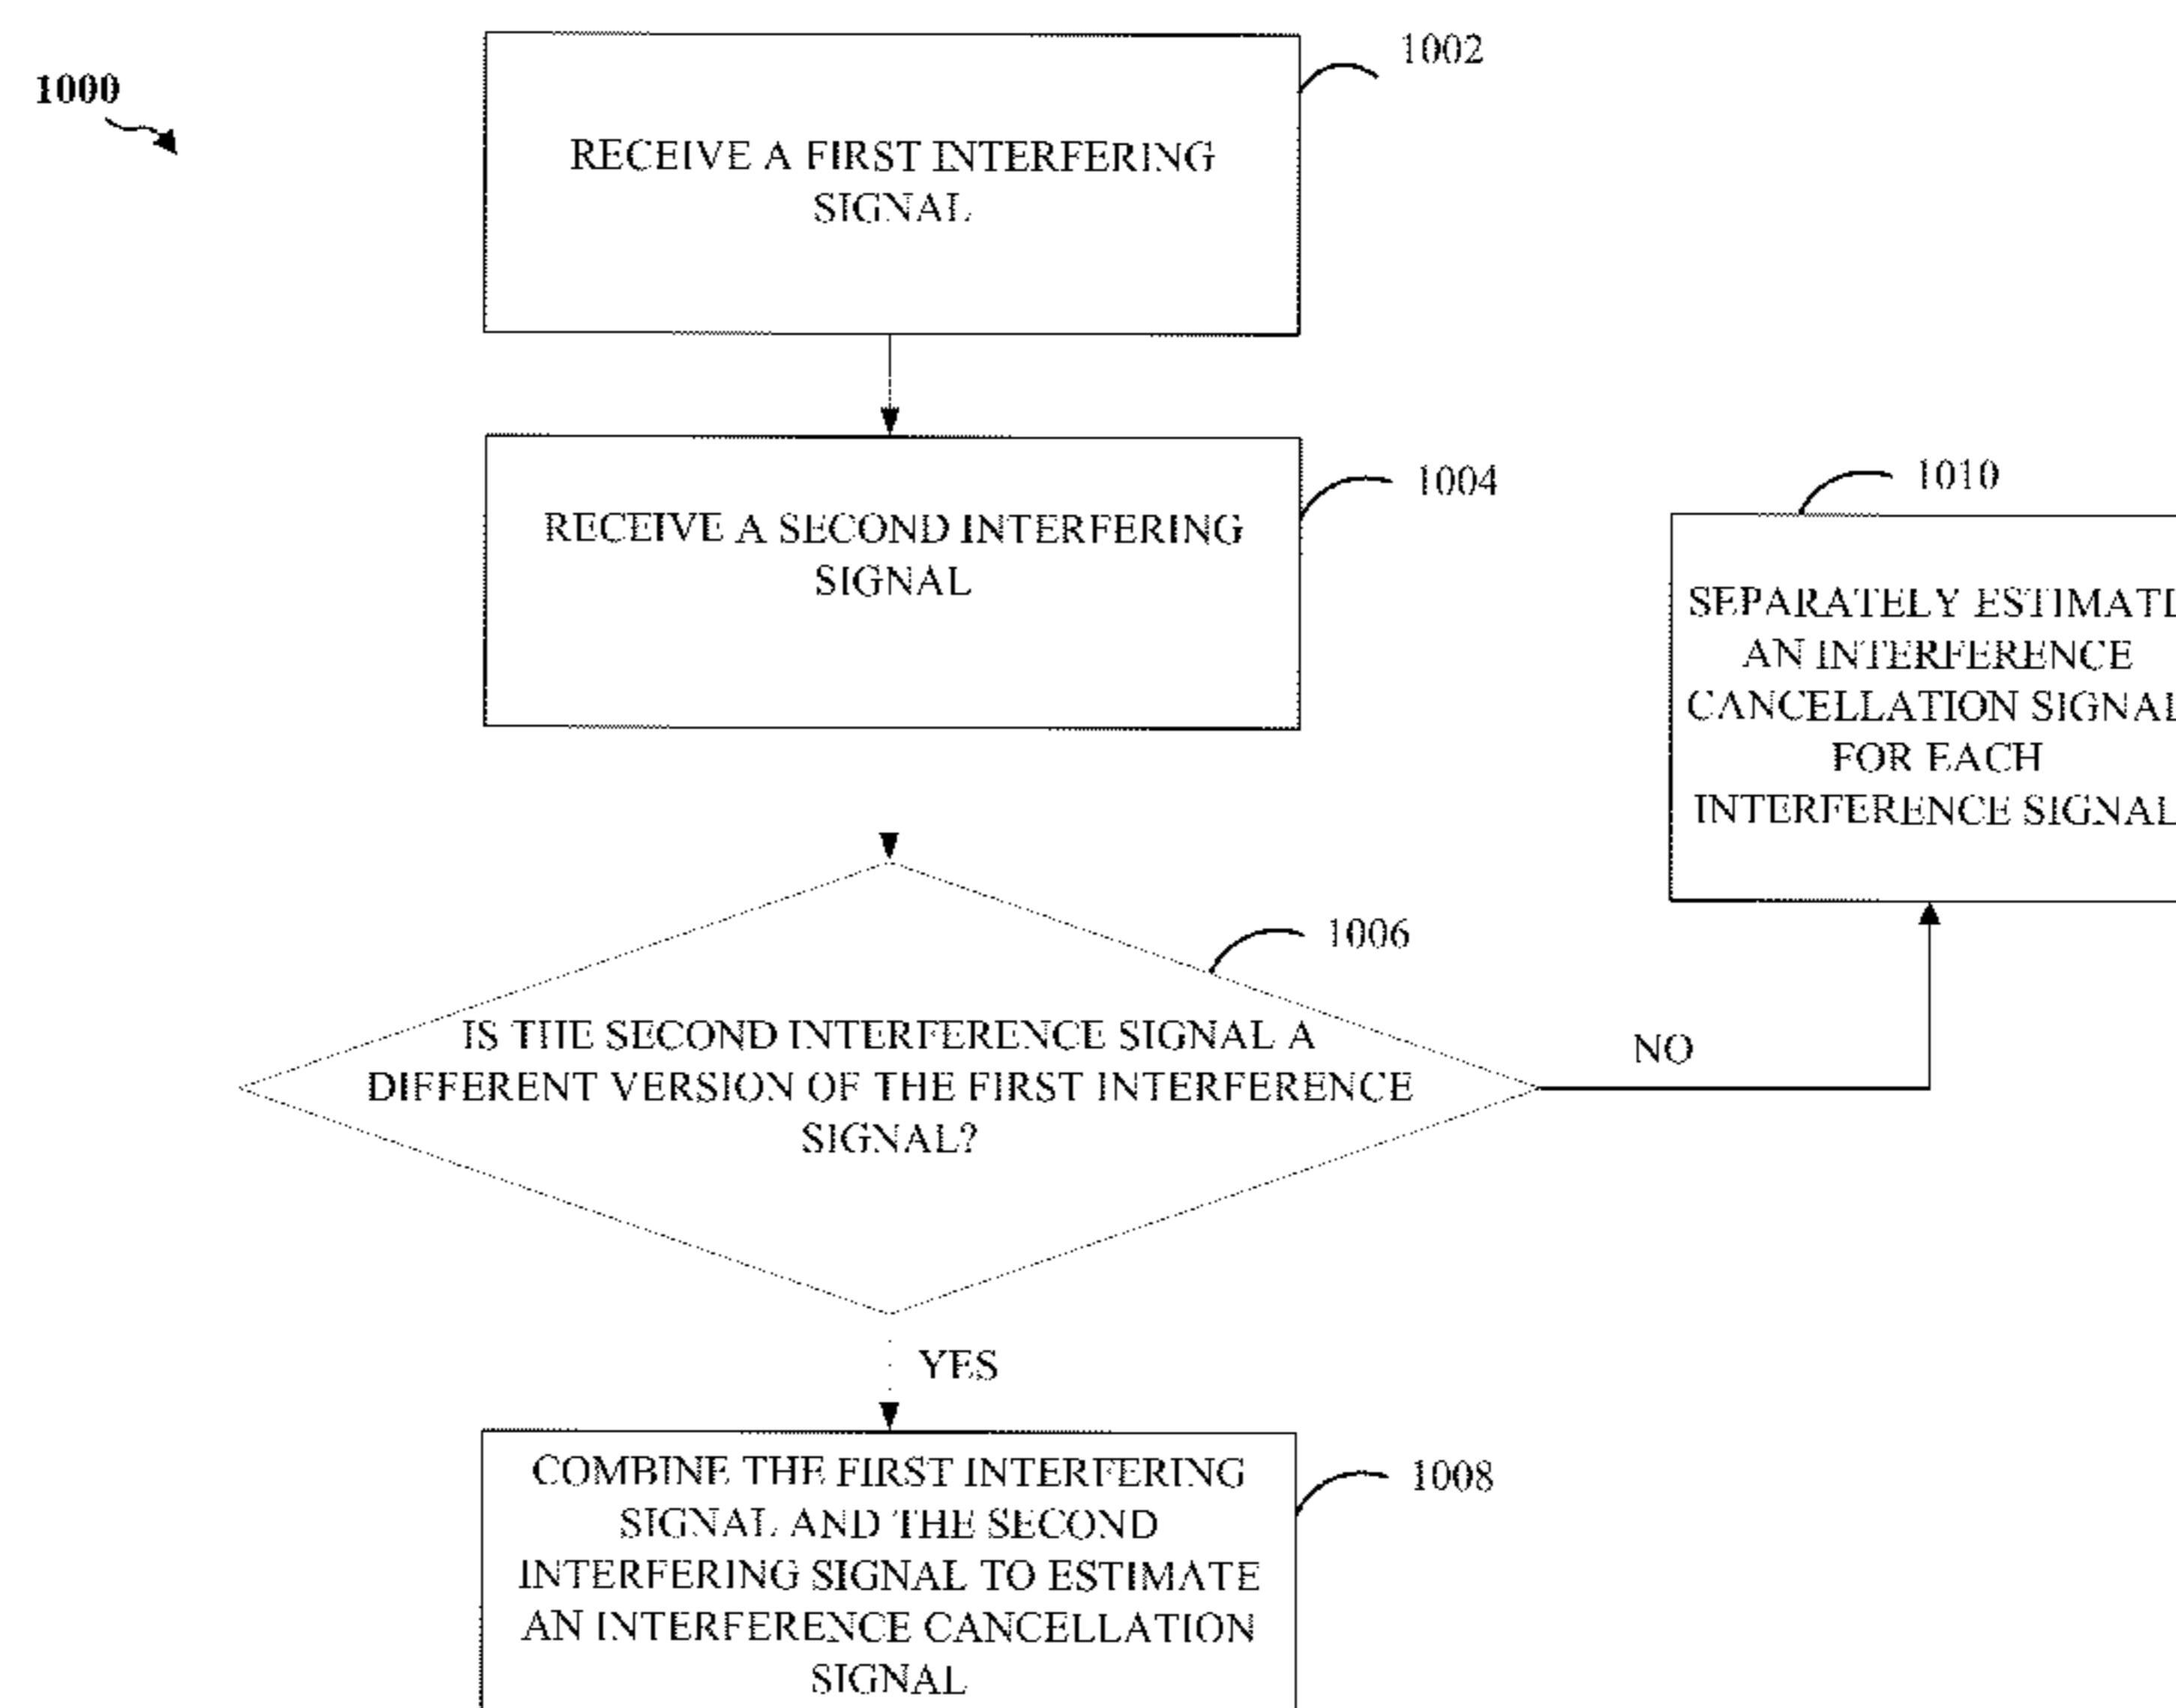 1000
1002
RECEIVE A FIRST INTERFERING
SIGNAL
1004
RECEIVE A SECOND INTERFERING
SIGNAL
1010
SEPARATELY ESTIMATE
AN INTERFERENCE
CANCELLATION SIGNAL
FOR EACH
INTERFERENCE SIGNAL
1006
IS THE SECOND INTERFERENCE SIGNAL A
DIFFERENT VERSION OF THE FIRST INTERFERENCE
SIGNAL?
NO
YES
1008
COMBINE THE FIRST INTERFERING
SIGNAL AND THE SECOND
INTERFERING SIGNAL TO ESTIMATE
AN INTERFERENCE CANCELLATION
SIGNAL